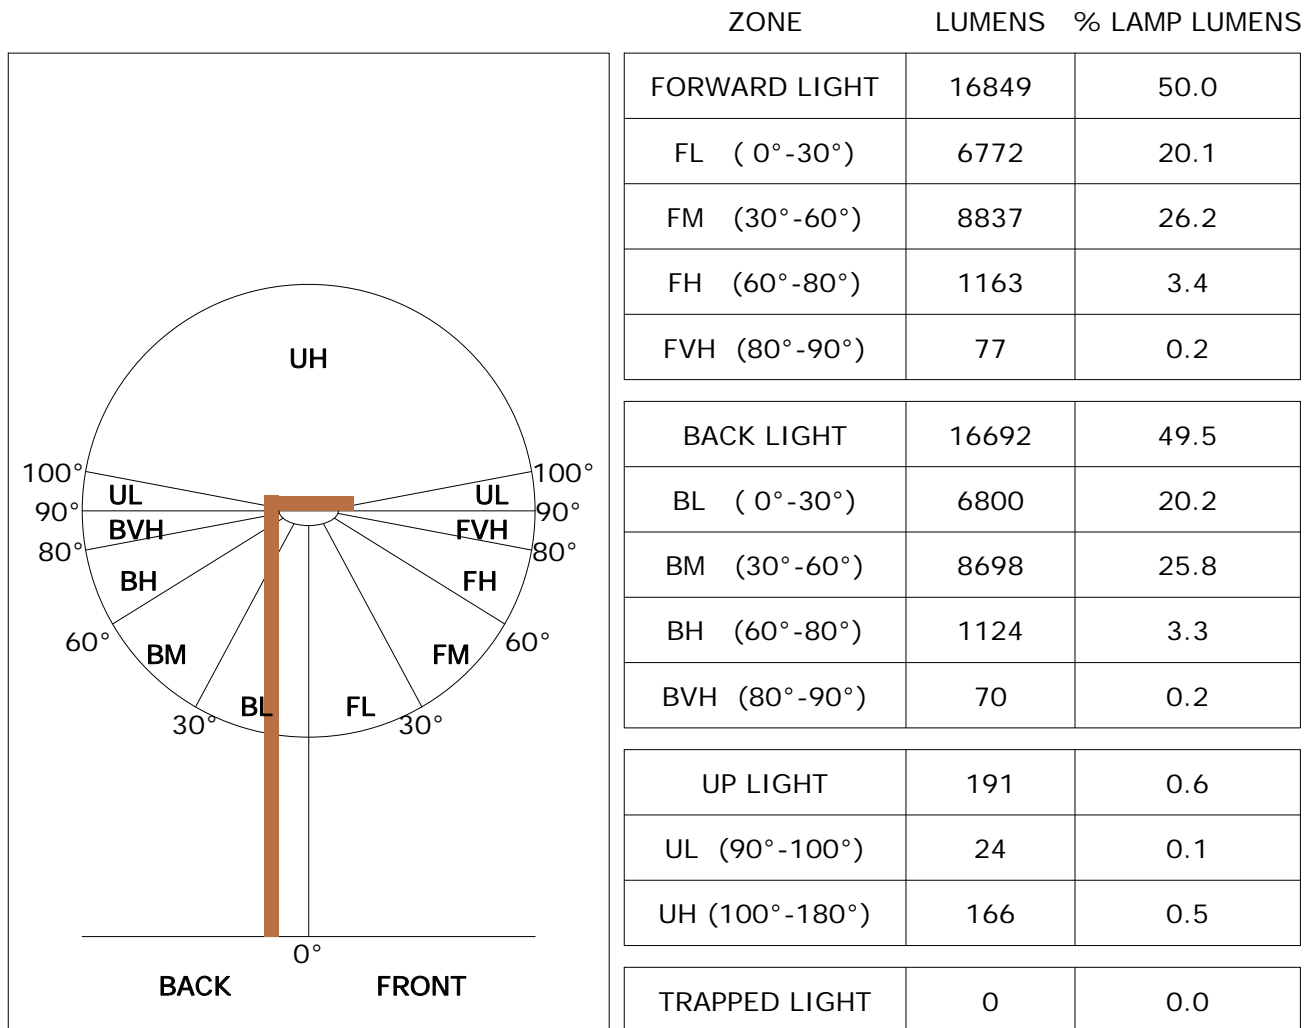 ZONE LUMENS % LAMP LUMENS
FORWARD LIGHT 16849 50.0
FL ( 0°-30°) 6772 20.1
FM (30°-60°) 8837 26.2
FH (60°-80°) 1163 3.4
FVH (80°-90°) 77 0.2
BACK LIGHT 16692 49.5
BL ( 0°-30°) 6800 20.2
BM (30°-60°) 8698 25.8
BH (60°-80°) 1124 3.3
BVH (80°-90°) 70 0.2
UP LIGHT 191 0.6
UL (90°-100°) 24 0.1
UH (100°-180°) 166 0.5
TRAPPED LIGHT 0 0.0
UH
100° 100°
UL UL
90° 90°
BVH FVH
80° 80°
BH FH
60° 60°
BM FM
BL FL
30° 30°
0°
BACK FRONT